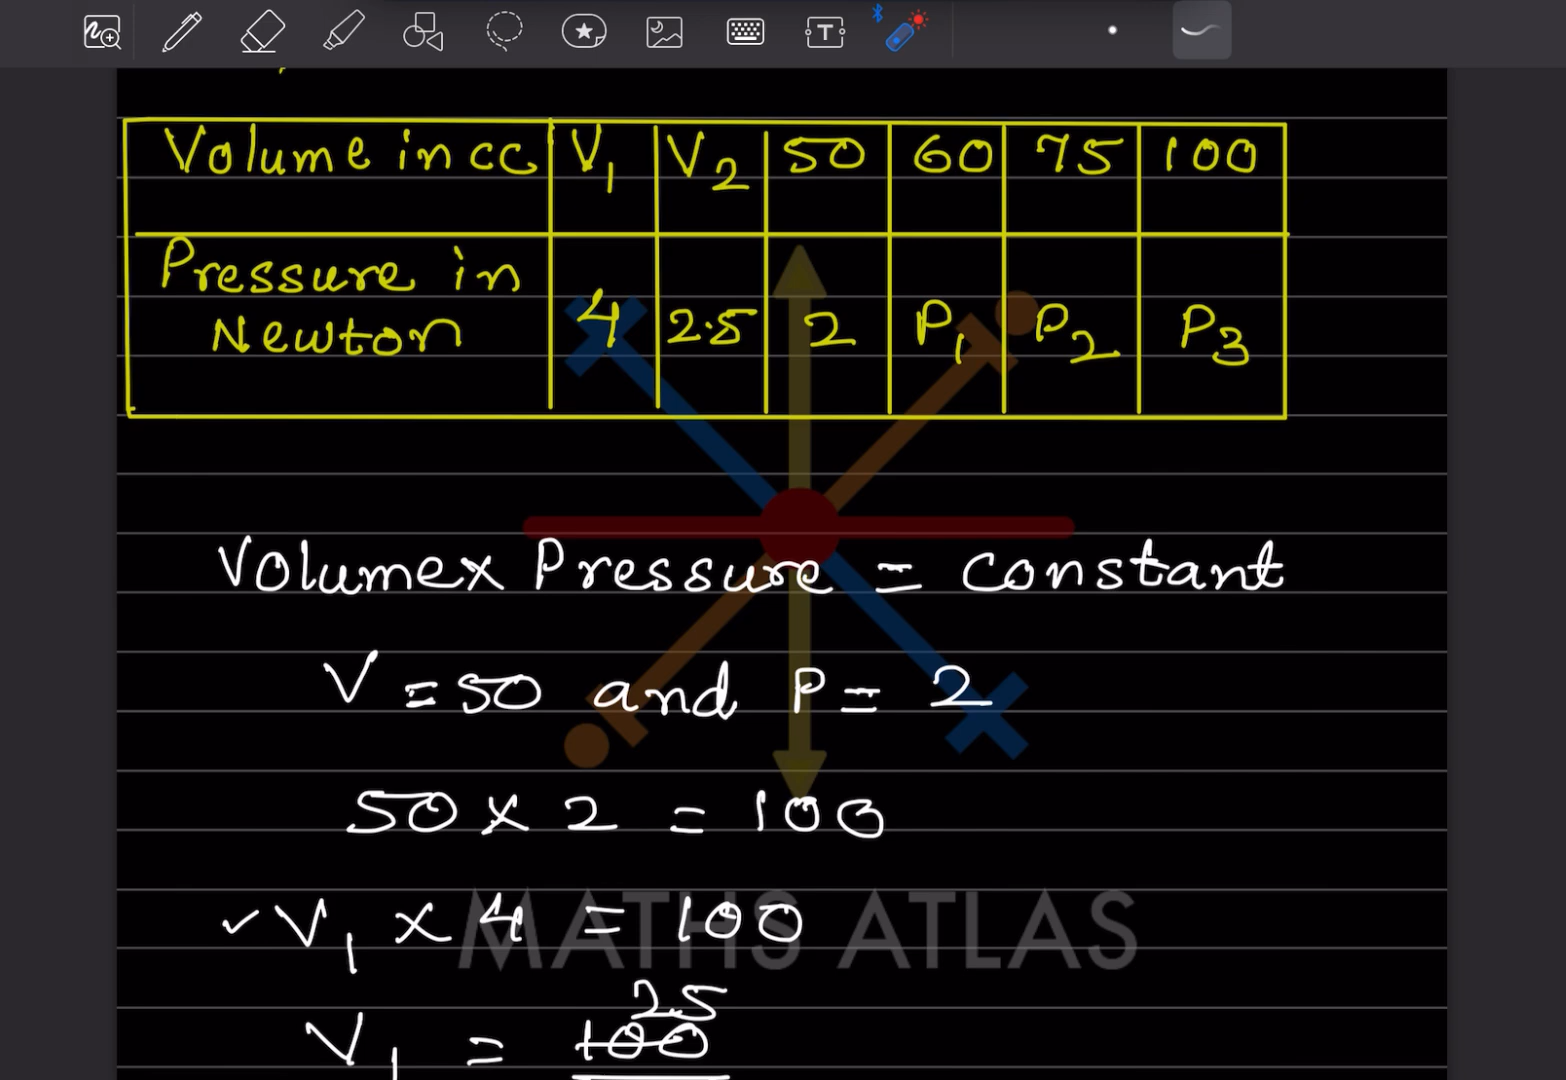 Volume in cc V1 V2 50 60 75 100
Pressure in Newton 4 2.5 2 P1 P2 P3
Volume x Pressure = constant
V = 50 and P = 2
50 x 2 = 100
✓ V1 x 4 = 100
MATHS ATLAS
25
V1 = 100